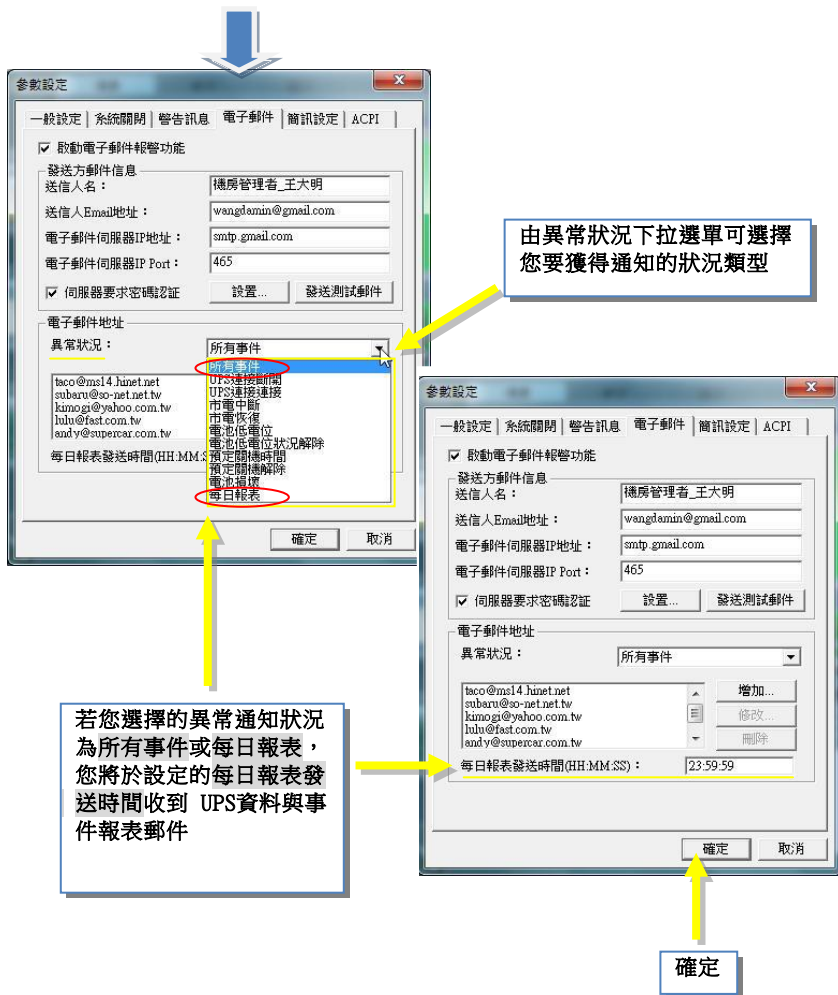 參數設定
一般設定 系統關閉 警告訊息 電子郵件 簡訊設定 ACPI
啟動電子郵件報警功能
發送方郵件信息
送信人名： 機房管理者_王大明
送信人Email地址： wangdamin@gmail.com
電子郵件伺服器IP地址： smtp.gmail.com
電子郵件伺服器IP Port： 465
伺服器要求密碼認証 設置... 發送測試郵件
電子郵件地址
異常狀況： 所有事件
所有事件
UPS連接斷開
UPS連接連接
市電中斷
市電恢復
電池低電位
電池低電位狀況解除
預定關機時間
預定關機解除
電池損壞
每日報表
taco@ms14.hinet.net
subaru@so-net.net.tw
kimogi@yahoo.com.tw
lulu@fast.com.tw
andy@supercar.com.tw
每日報表發送時間(HH:MM:S
確定 取消
由異常狀況下拉選單可選擇
您要獲得通知的狀況類型
參數設定
一般設定 系統關閉 警告訊息 電子郵件 簡訊設定 ACPI
啟動電子郵件報警功能
發送方郵件信息
送信人名： 機房管理者_王大明
送信人Email地址： wangdamin@gmail.com
電子郵件伺服器IP地址： smtp.gmail.com
電子郵件伺服器IP Port： 465
伺服器要求密碼認証 設置... 發送測試郵件
電子郵件地址
異常狀況： 所有事件
taco@ms14.hinet.net
subaru@so-net.net.tw
kimogi@yahoo.com.tw
lulu@fast.com.tw
andy@supercar.com.tw
增加...
修改...
刪除
每日報表發送時間(HH:MM:SS)： 23:59:59
確定 取消
若您選擇的異常通知狀況
為所有事件或每日報表，
您將於設定的每日報表發
送時間收到 UPS資料與事
件報表郵件
確定